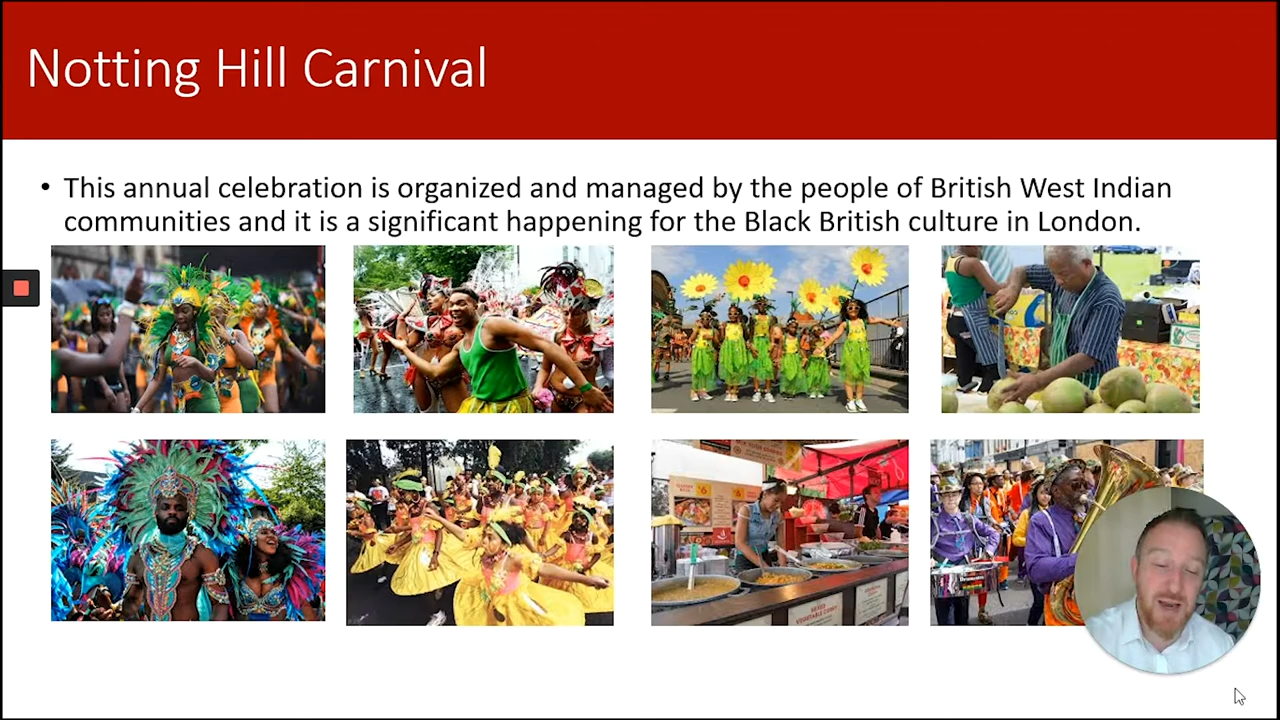 Notting Hill Carnival
• This annual celebration is organized and managed by the people of British West Indian
communities and it is a significant happening for the Black British culture in London.